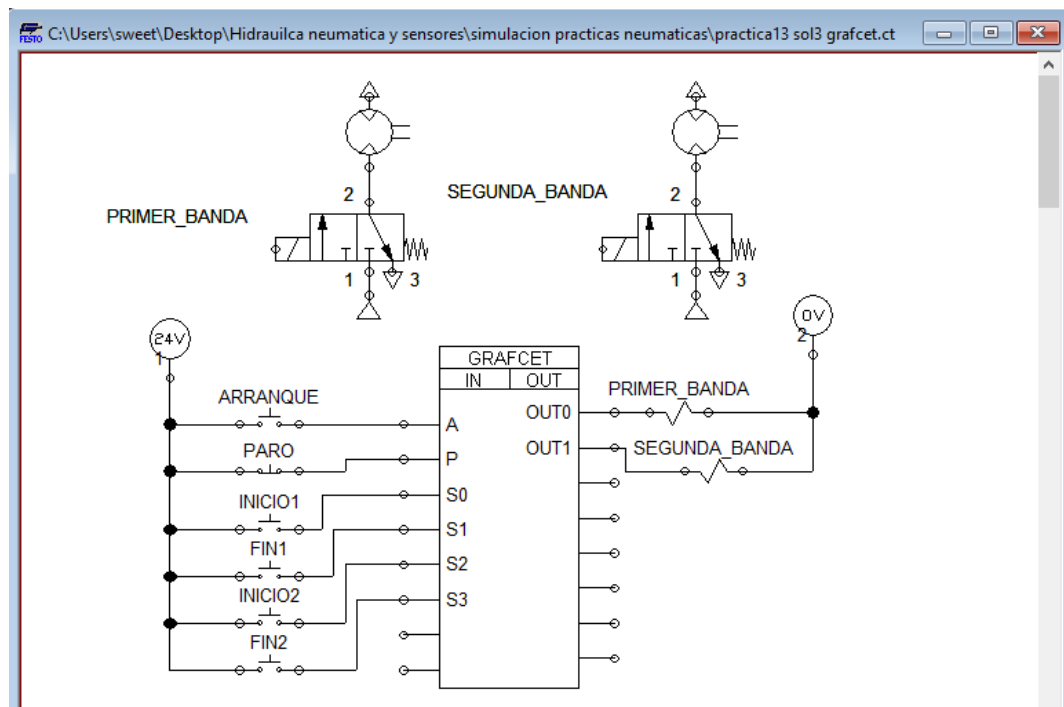 FESTO C:\Users\sweet\Desktop\Hidrauilca neumatica y sensores\simulacion practicas neumaticas\practica13 sol3 grafcet.ct
PRIMER_BANDA
2
1
3
SEGUNDA_BANDA
2
1
3
24V
1
0V
2
GRAFCET
IN OUT
ARRANQUE
A
PARO
P
INICIO1
S0
FIN1
S1
INICIO2
S2
FIN2
S3
OUT0
PRIMER_BANDA
OUT1
SEGUNDA_BANDA